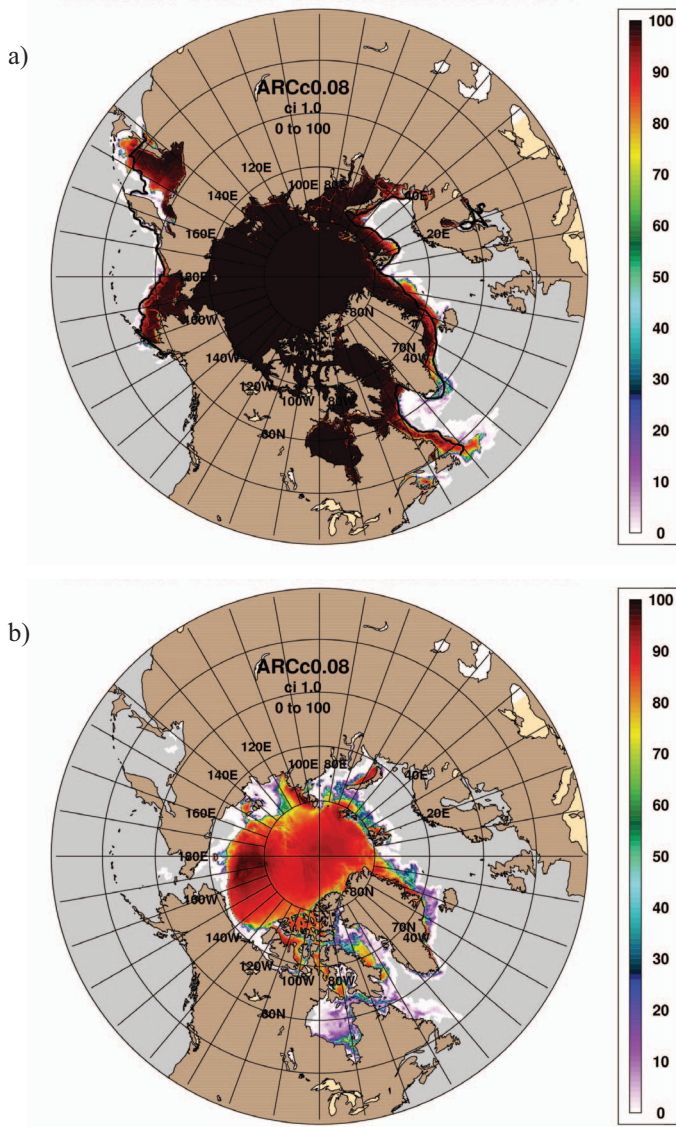 a)
ARCc0.08
ci 1.0
0 to 100
120E
100E
80E
140E
40E
160E
20E
180E
160W
80N
140W
70N
40W
120W
100W
80W
60N
100
90
80
70
60
50
40
30
20
10
0
b)
ARCc0.08
ci 1.0
0 to 100
120E
100E
80E
140E
40E
160E
20E
180E
160W
80N
140W
70N
40W
120W
100W
80W
60N
100
90
80
70
60
50
40
30
20
10
0